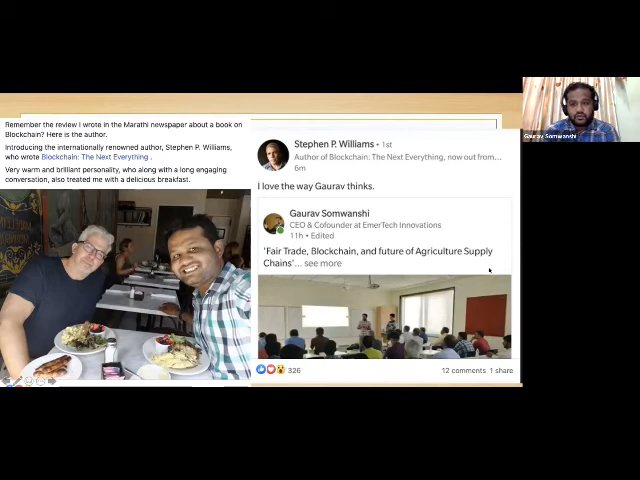 Remember the review I wrote in the Marathi newspaper about a book on
Blockchain? Here is the author.
Introducing the internationally renowned author, Stephen P. Williams,
who wrote Blockchain: The Next Everything .
Very warm and brilliant personality, who along with a long engaging
conversation, also treated me with a delicious breakfast.
Stephen P. Williams • 1st
Author of Blockchain: The Next Everything, now out from...
6m
I love the way Gaurav thinks.
Gaurav Somwanshi
CEO & Cofounder at EmerTech Innovations
11h • Edited
'Fair Trade, Blockchain, and future of Agriculture Supply
Chains'... see more
326
12 comments 1 share
Gaurav Somwanshi